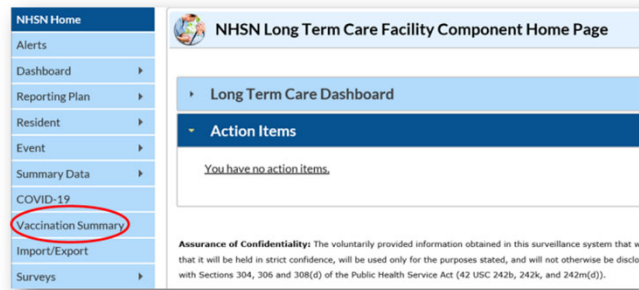 NHSN Home
Alerts
Dashboard
Reporting Plan
Resident
Event
Summary Data
COVID-19
Vaccination Summary
Import/Export
Surveys
NHSN Long Term Care Facility Component Home Page
Long Term Care Dashboard
Action Items
You have no action items.
Assurance of Confidentiality: The voluntarily provided information obtained in this surveillance system that
that it will be held in strict confidence, will be used only for the purposes stated, and will not otherwise be
with Sections 304, 306 and 308(d) of the Public Health Service Act (42 USC 242b, 242k, and 242m(d)).